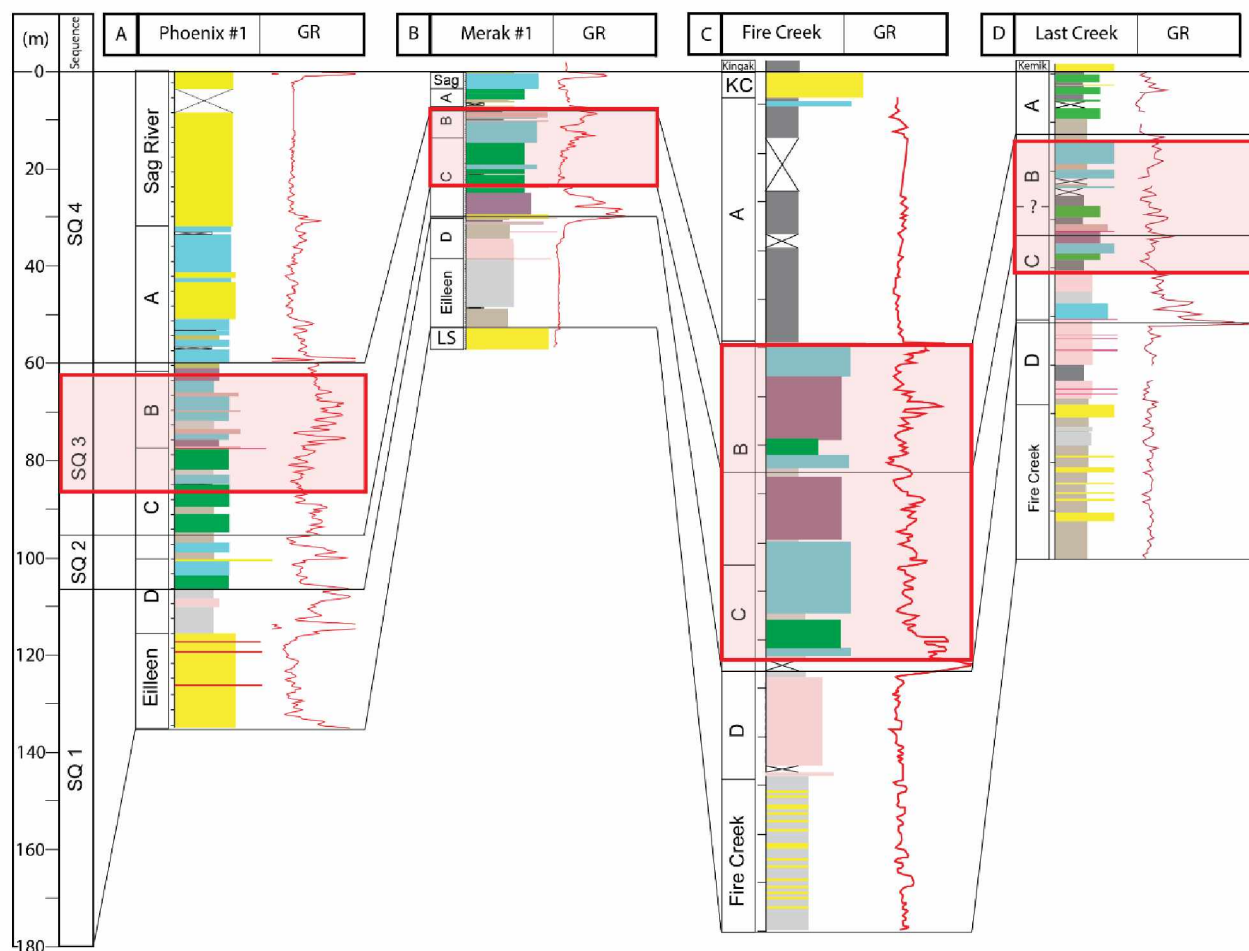 (m)
Sequence
A Phoenix #1 GR
B Merak #1 GR
C Fire Creek GR
D Last Creek GR
0
20
40
60
80
100
120
140
160
180
SQ 4
SQ 3
SQ 2
SQ 1
Sag River
A
B
C
D
Eilleen
Sag
A
B
C
D
Eilleen
LS
Kingak
KC
A
B
C
D
Fire Creek
Kemik
A
B
?
C
D
Fire Creek